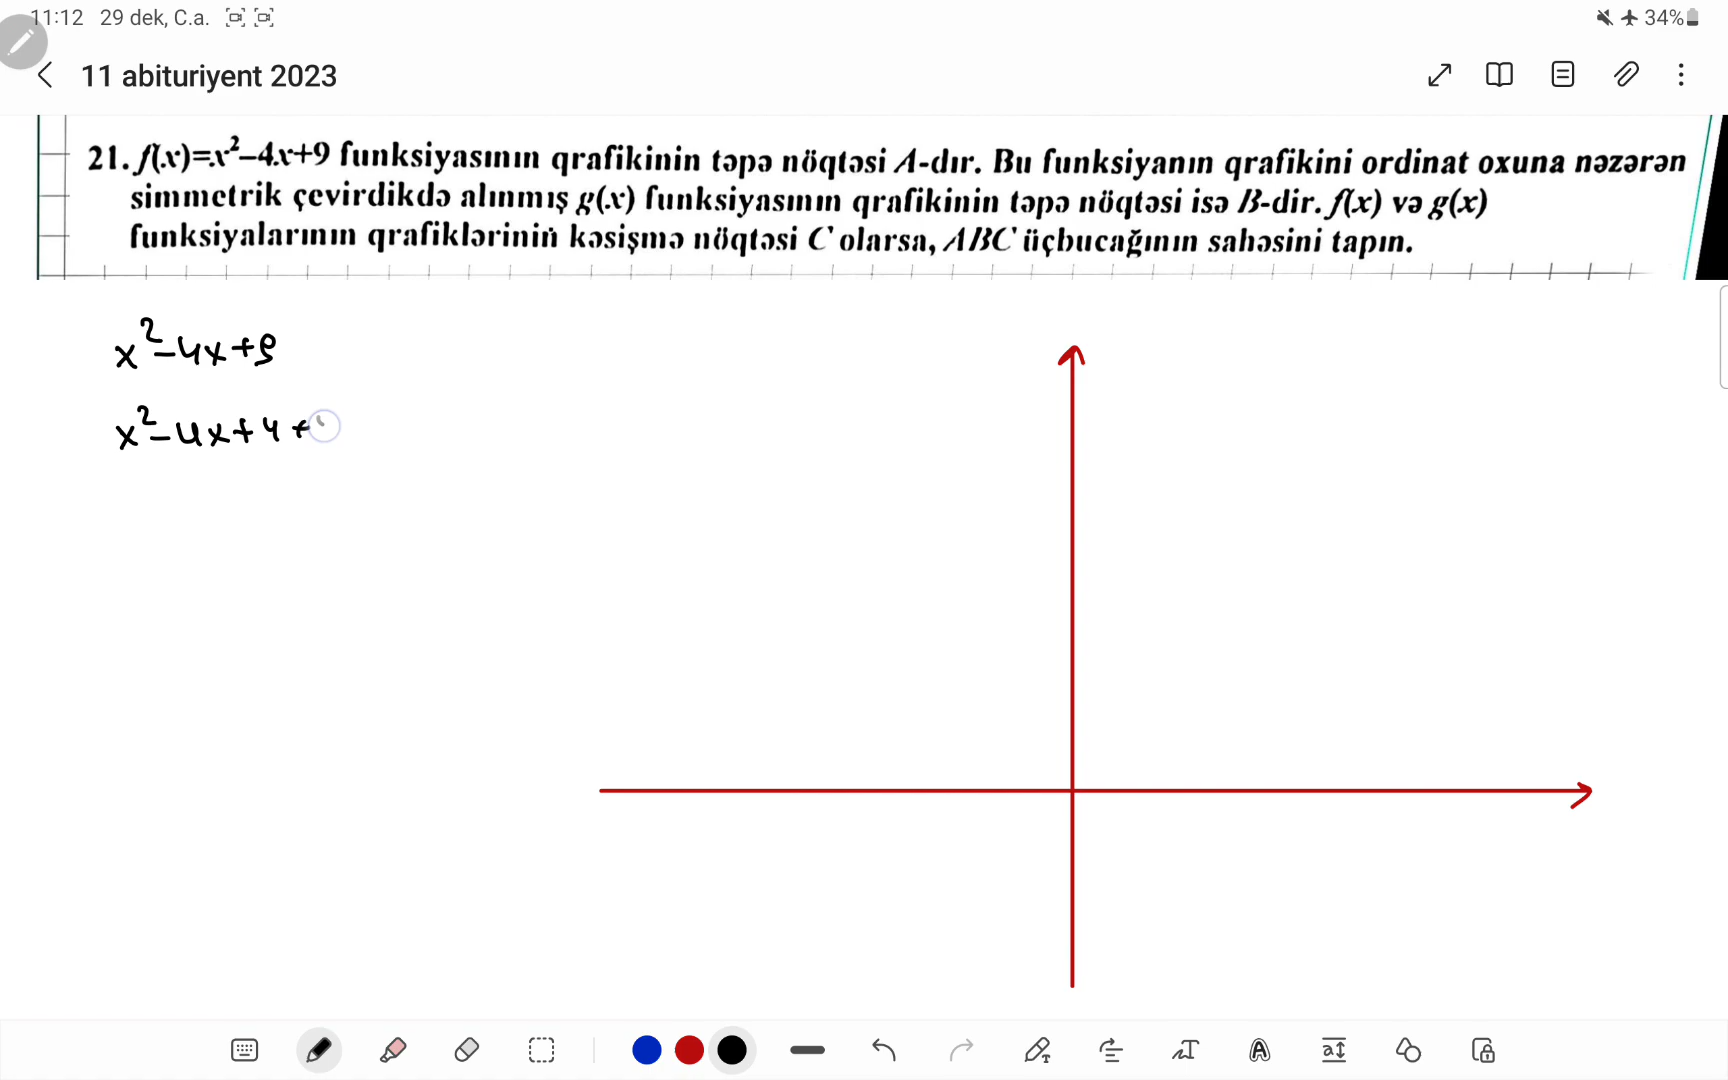 11:12 29 dek, C.a. 34%
11 abituriyent 2023
21. f(x)=x²–4x+9 funksiyasının qrafikinin təpə nöqtəsi A-dır. Bu funksiyanın qrafikini ordinat oxuna nəzərən
simmetrik çevirdikdə alınmış g(x) funksiyasının qrafikinin təpə nöqtəsi isə B-dir. f(x) və g(x)
funksiyalarının qrafiklərinin kəsişmə nöqtəsi C olarsa, ABC üçbucağının sahəsini tapın.
x²-4x+9
x²-4x+4+